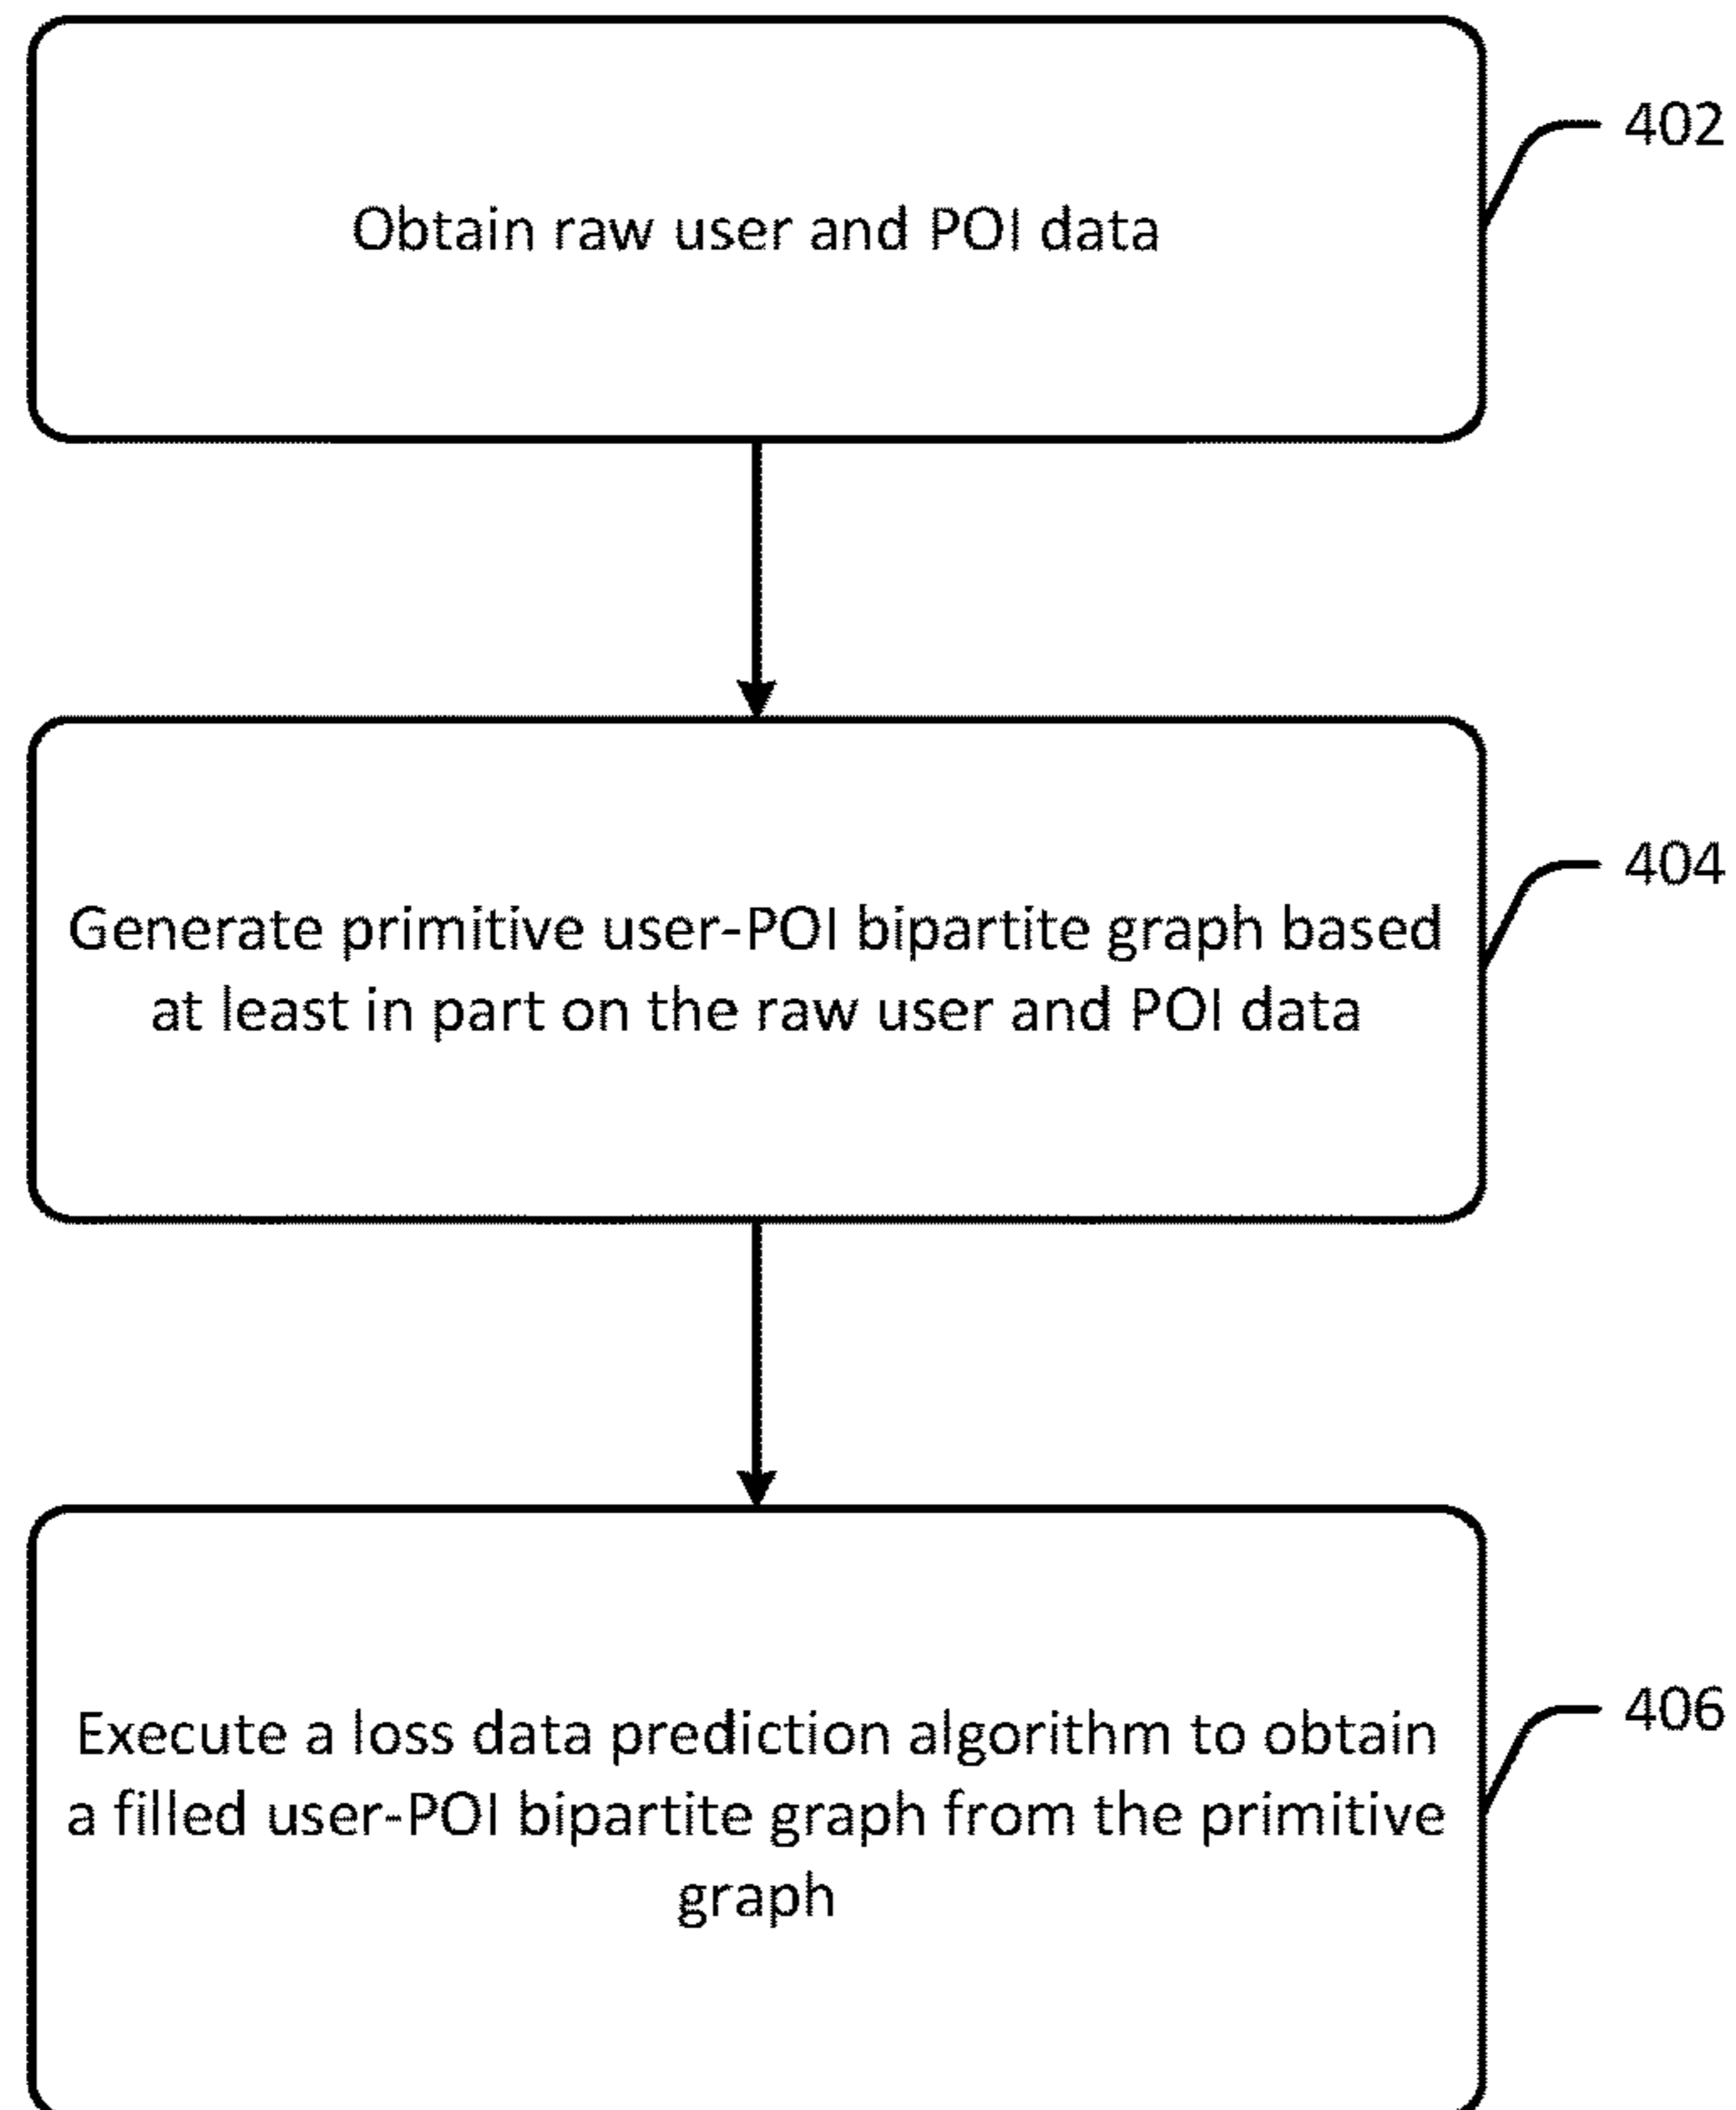 Obtain raw user and POI data
402
Generate primitive user-POI bipartite graph based
at least in part on the raw user and POI data
404
Execute a loss data prediction algorithm to obtain
a filled user-POI bipartite graph from the primitive
graph
406